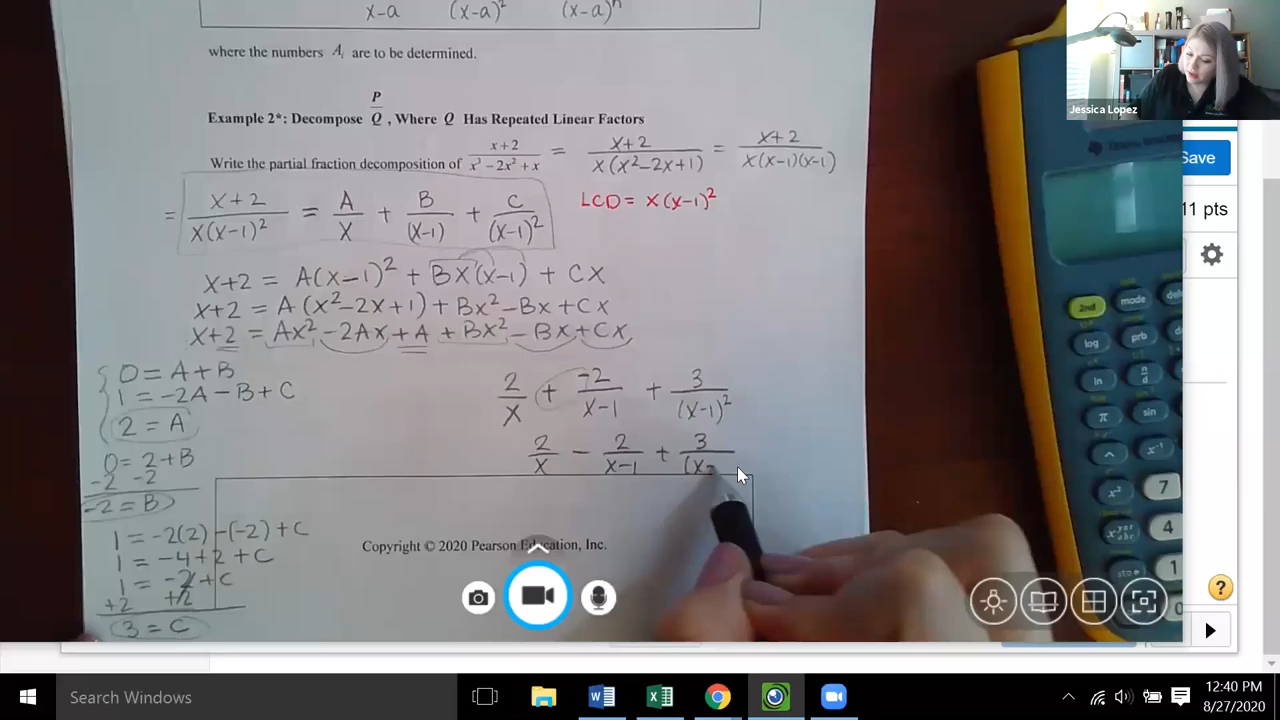 x-a (x-a)² (x-a)ⁿ
where the numbers Aᵢ are to be determined.
Example 2*: Decompose P/Q , Where Q Has Repeated Linear Factors
Write the partial fraction decomposition of (x+2)/(x³-2x²+x) = (x+2)/(x(x²-2x+1)) = (x+2)/(x(x-1)(x-1))
= (x+2)/(x(x-1)²) = A/x + B/(x-1) + C/(x-1)²
LCD = x(x-1)²
x+2 = A(x-1)² + Bx(x-1) + Cx
x+2 = A(x²-2x+1) + Bx²-Bx+Cx
x+2 = Ax²-2Ax+A+Bx²-Bx+Cx
0=A+B
1=-2A-B+C
2=A
0=2+B
-2 -2
-2=B
1=-2(2)-(-2)+C
1=-4+2+C
1=-2+C
+2 +2
3=C
2/x + -2/(x-1) + 3/(x-1)²
2/x - 2/(x-1) + 3/(x-
Copyright © 2020 Pearson Education, Inc.
Jessica Lopez
Save
11 pts
2nd
mode
log
prb
ln
n/d
π
sin
x⁻¹
x²
7
4
1
0
?
Search Windows
12:40 PM
8/27/2020